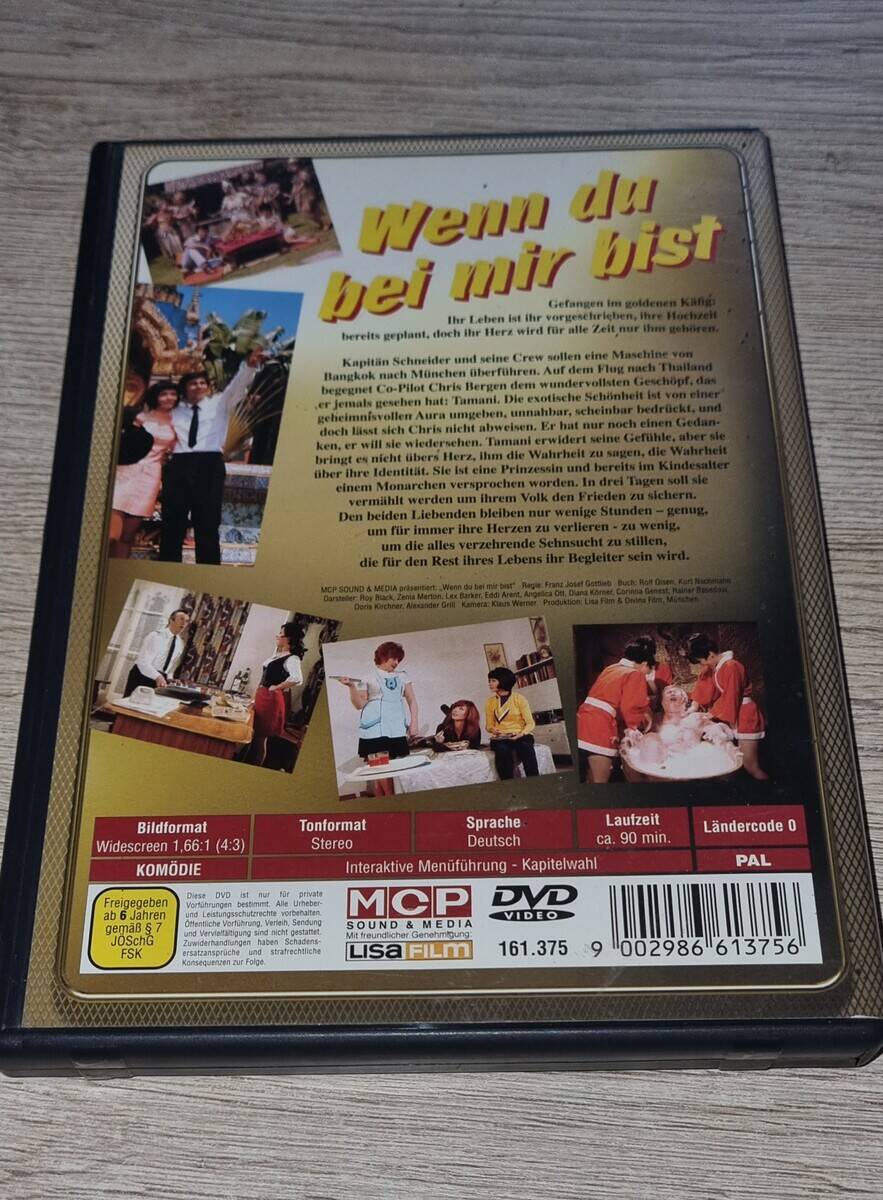 Wenn du
bei mir bist
Gefangen im goldenen Käfig:
Ihr Leben ist ihr vorgeschrieben, ihre Hochzeit
bereits geplant, doch ihr Herz wird für alle Zeit nur ihm gehören.
Kapitän Schneider und seine Crew sollen eine Maschine von
Bangkok nach München überführen. Auf dem Flug nach Thailand
begegnet Co-Pilot Chris Bergen dem wundervollsten Geschöpf, das
er jemals gesehen hat: Tamani. Die exotische Schönheit ist von einer
geheimnisvollen Aura umgeben, unnahbar, scheinbar bedrückt, und
doch lässt sich Chris nicht abweisen. Er hat nur noch einen Gedan-
ken, er will sie wiedersehen. Tamani erwidert seine Gefühle, aber sie
bringt es nicht übers Herz, ihm die Wahrheit zu sagen, die Wahrheit
über ihre Identität. Sie ist eine Prinzessin und bereits im Kindesalter
einem Monarchen versprochen worden. In drei Tagen soll sie
vermählt werden um ihrem Volk den Frieden zu sichern.
Den beiden Liebenden bleiben nur wenige Stunden – genug,
um für immer ihre Herzen zu verlieren - zu wenig,
um die alles verzehrende Sehnsucht zu stillen,
die für den Rest ihres Lebens ihr Begleiter sein wird.
MCP SOUND & MEDIA präsentiert: „Wenn du bei mir bist" Regie: Franz Josef Gottlieb Buch: Rolf Olsen, Kurt Nachmann
Darsteller: Roy Black, Zenia Merton, Lex Barker, Eddi Arent, Angelica Ott, Diana Körner, Corinna Genest, Rainer Basedow,
Doris Kirchner, Alexander Grill Kamera: Klaus Werner Produktion: Lisa Film & Divina Film, München
Bildformat
Widescreen 1,66:1 (4:3)
Tonformat
Stereo
Sprache
Deutsch
Laufzeit
ca. 90 min.
Ländercode 0
KOMÖDIE
Interaktive Menüführung - Kapitelwahl
PAL
Freigegeben
ab 6 Jahren
gemäß § 7
JÖSchG
FSK
Diese DVD ist nur für private
Vorführungen bestimmt. Alle Urheber-
und Leistungsschutzrechte vorbehalten.
Öffentliche Vorführung, Verleih, Sendung
und Vervielfältigung sind nicht gestattet.
Zuwiderhandlungen haben Schadens-
ersatzansprüche und strafrechtliche
Konsequenzen zur Folge.
MCP
SOUND & MEDIA
Mit freundlicher Genehmigung:
LISA FILM
DVD
VIDEO
161.375
9 002986 613756